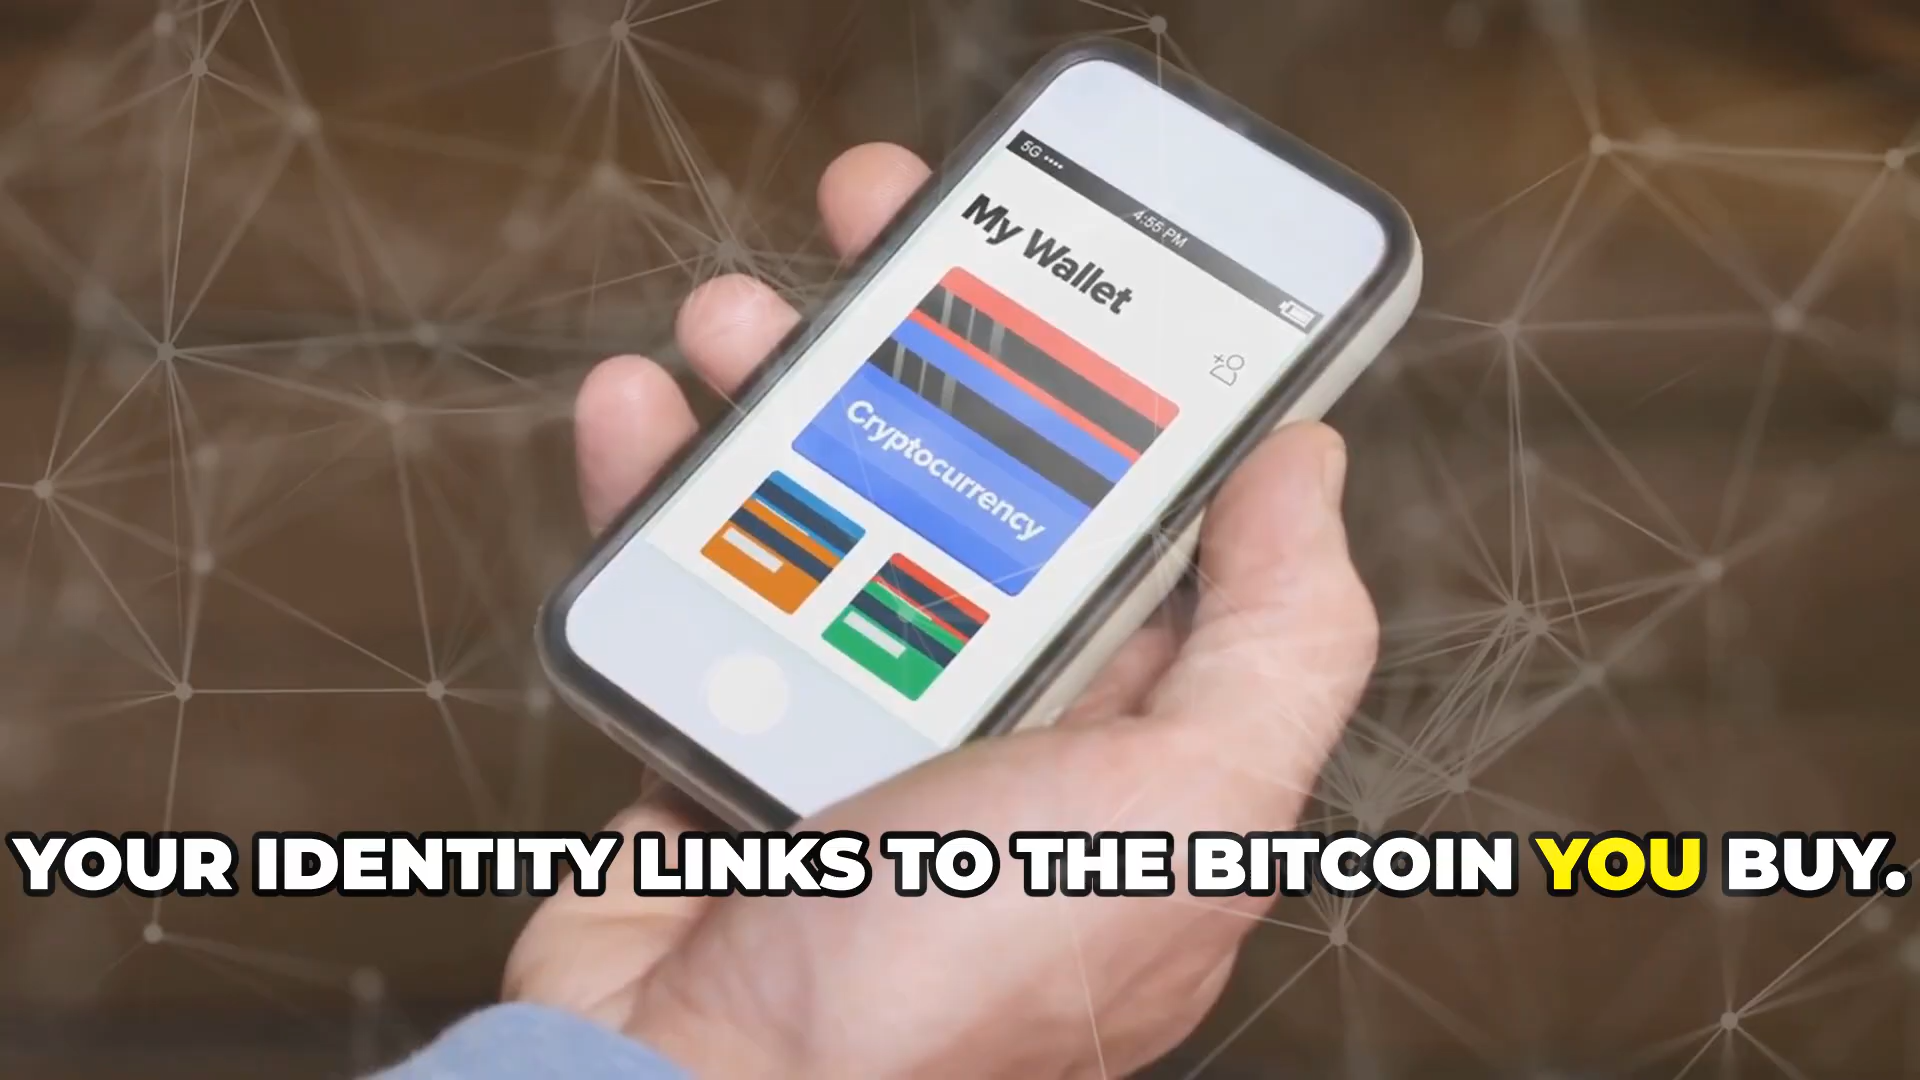 5G
4:55 PM
My Wallet
Cryptocurrency
YOUR IDENTITY LINKS TO THE BITCOIN YOU BUY.